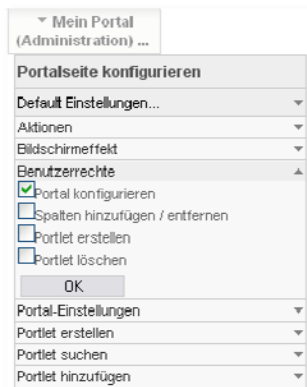 Mein Portal
(Administration) ...
Portalseite konfigurieren
Default Einstellungen...
Aktionen
Bildschirmeffekt
Benutzerrechte
Portal konfigurieren
Spalten hinzufügen / entfernen
Portlet erstellen
Portlet löschen
OK
Portal-Einstellungen
Portlet erstellen
Portlet suchen
Portlet hinzufügen